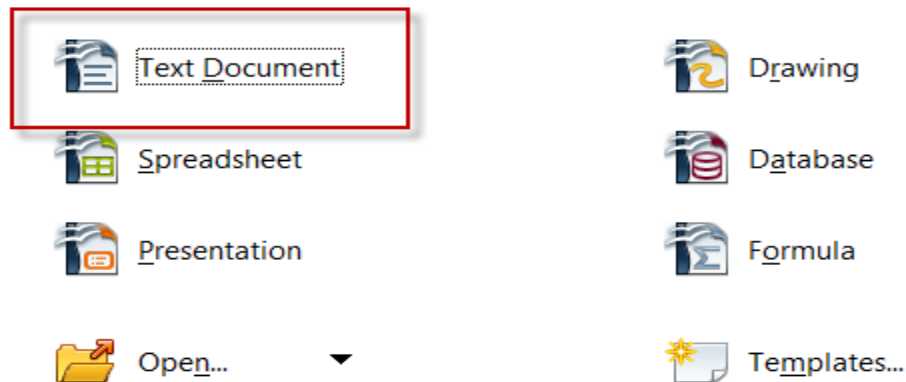 Text Document
Drawing
Spreadsheet
Database
Presentation
Formula
Open...
Templates...